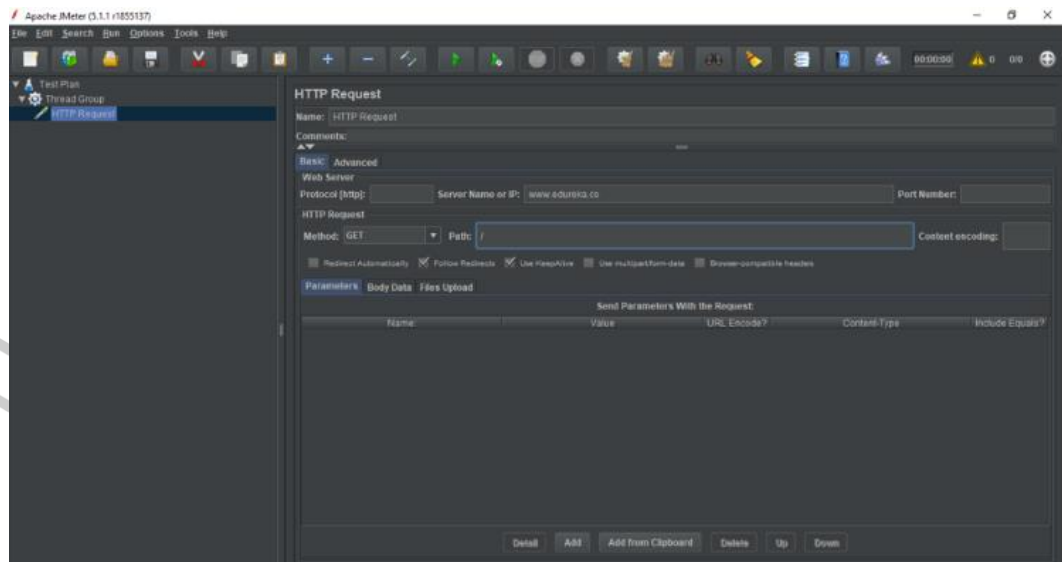 Apache JMeter (5.1.1 r1855137)
File Edit Search Run Options Tools Help
00:00:00 0 0/0
Test Plan
Thread Group
HTTP Request
HTTP Request
Name: HTTP Request
Comments:
Basic Advanced
Web Server
Protocol [http]: Server Name or IP: www.edureka.co Port Number:
HTTP Request
Method: GET Path: / Content encoding:
Redirect Automatically Follow Redirects Use KeepAlive Use multipart/form-data Browser-compatible headers
Parameters Body Data Files Upload
Send Parameters With the Request:
Name: Value URL Encode? Content-Type Include Equals?
Detail Add Add from Clipboard Delete Up Down